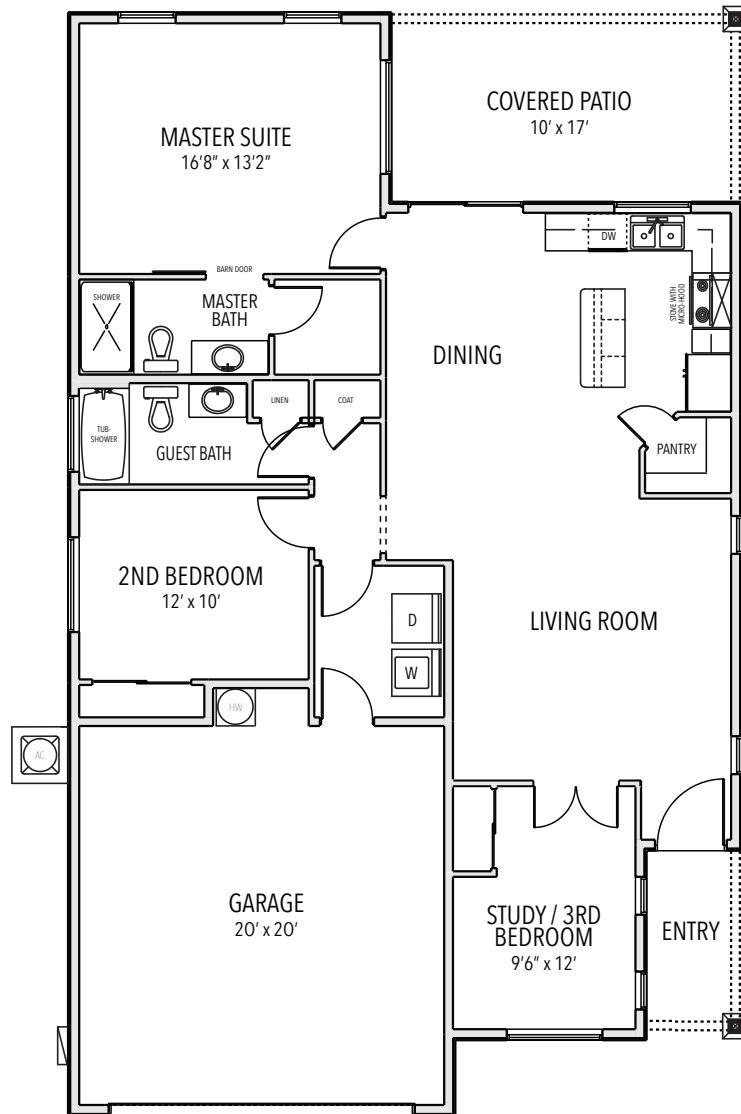 COVERED PATIO
10' x 17'
MASTER SUITE
16'8" x 13'2"
DW
BARN DOOR
SHOWER
MASTER
BATH
STOVE WITH
MICRO-HOOD
DINING
LINEN
COAT
TUB-
SHOWER
GUEST BATH
PANTRY
2ND BEDROOM
12' x 10'
D
LIVING ROOM
W
HW
AC
GARAGE
20' x 20'
STUDY / 3RD
BEDROOM
9'6" x 12'
ENTRY